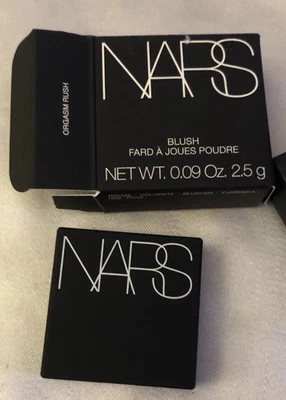 ORGASM RUSH
NARS
BLUSH
FARD À JOUES POUDRE
NET WT. 0.09 Oz. 2.5 g
NARS